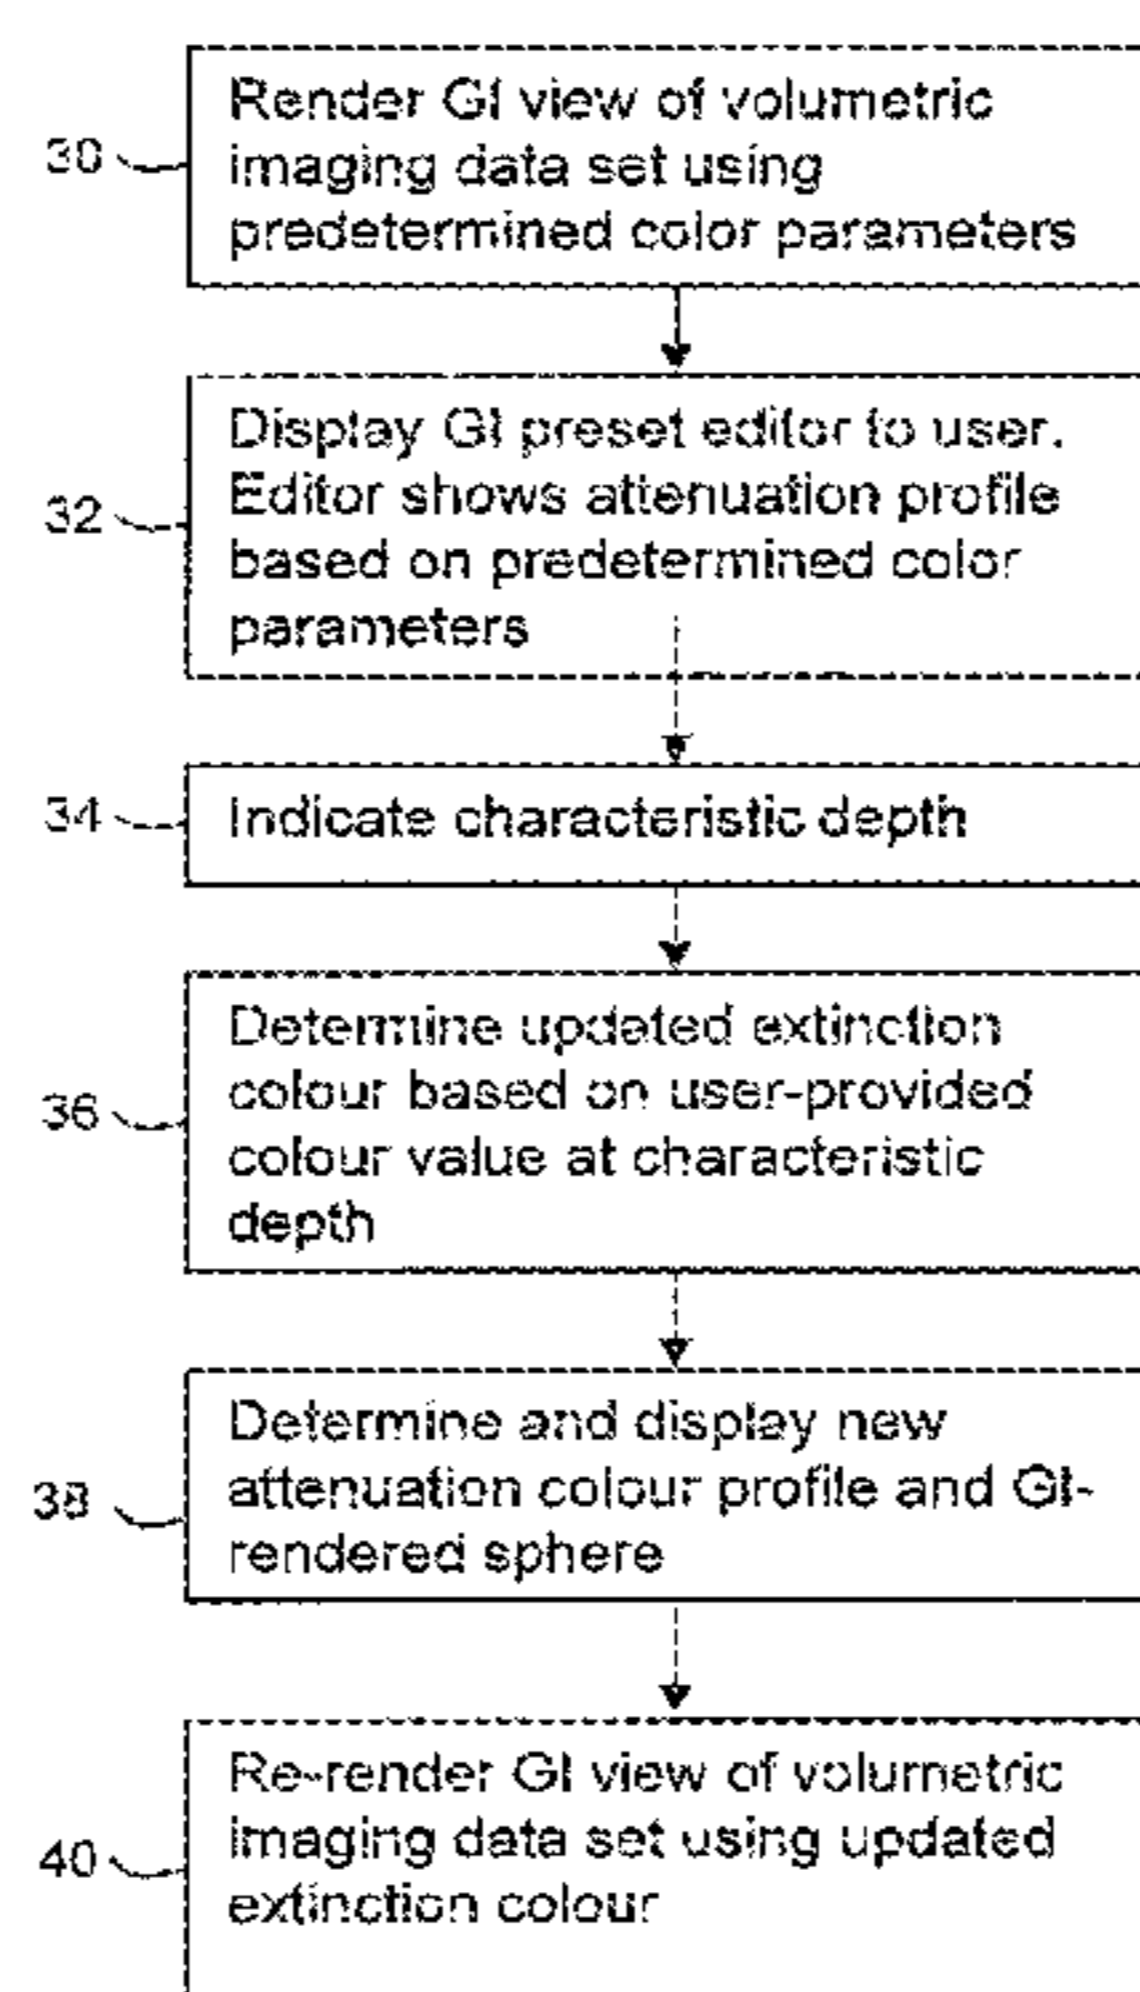 30
Render GI view of volumetric
imaging data set using
predetermined color parameters
32
Display GI preset editor to user.
Editor shows attenuation profile
based on predetermined color
parameters
34
Indicate characteristic depth
36
Determine updated extinction
colour based on user-provided
colour value at characteristic
depth
38
Determine and display new
attenuation colour profile and GI-
rendered sphere
40
Re-render GI view of volumetric
imaging data set using updated
extinction colour